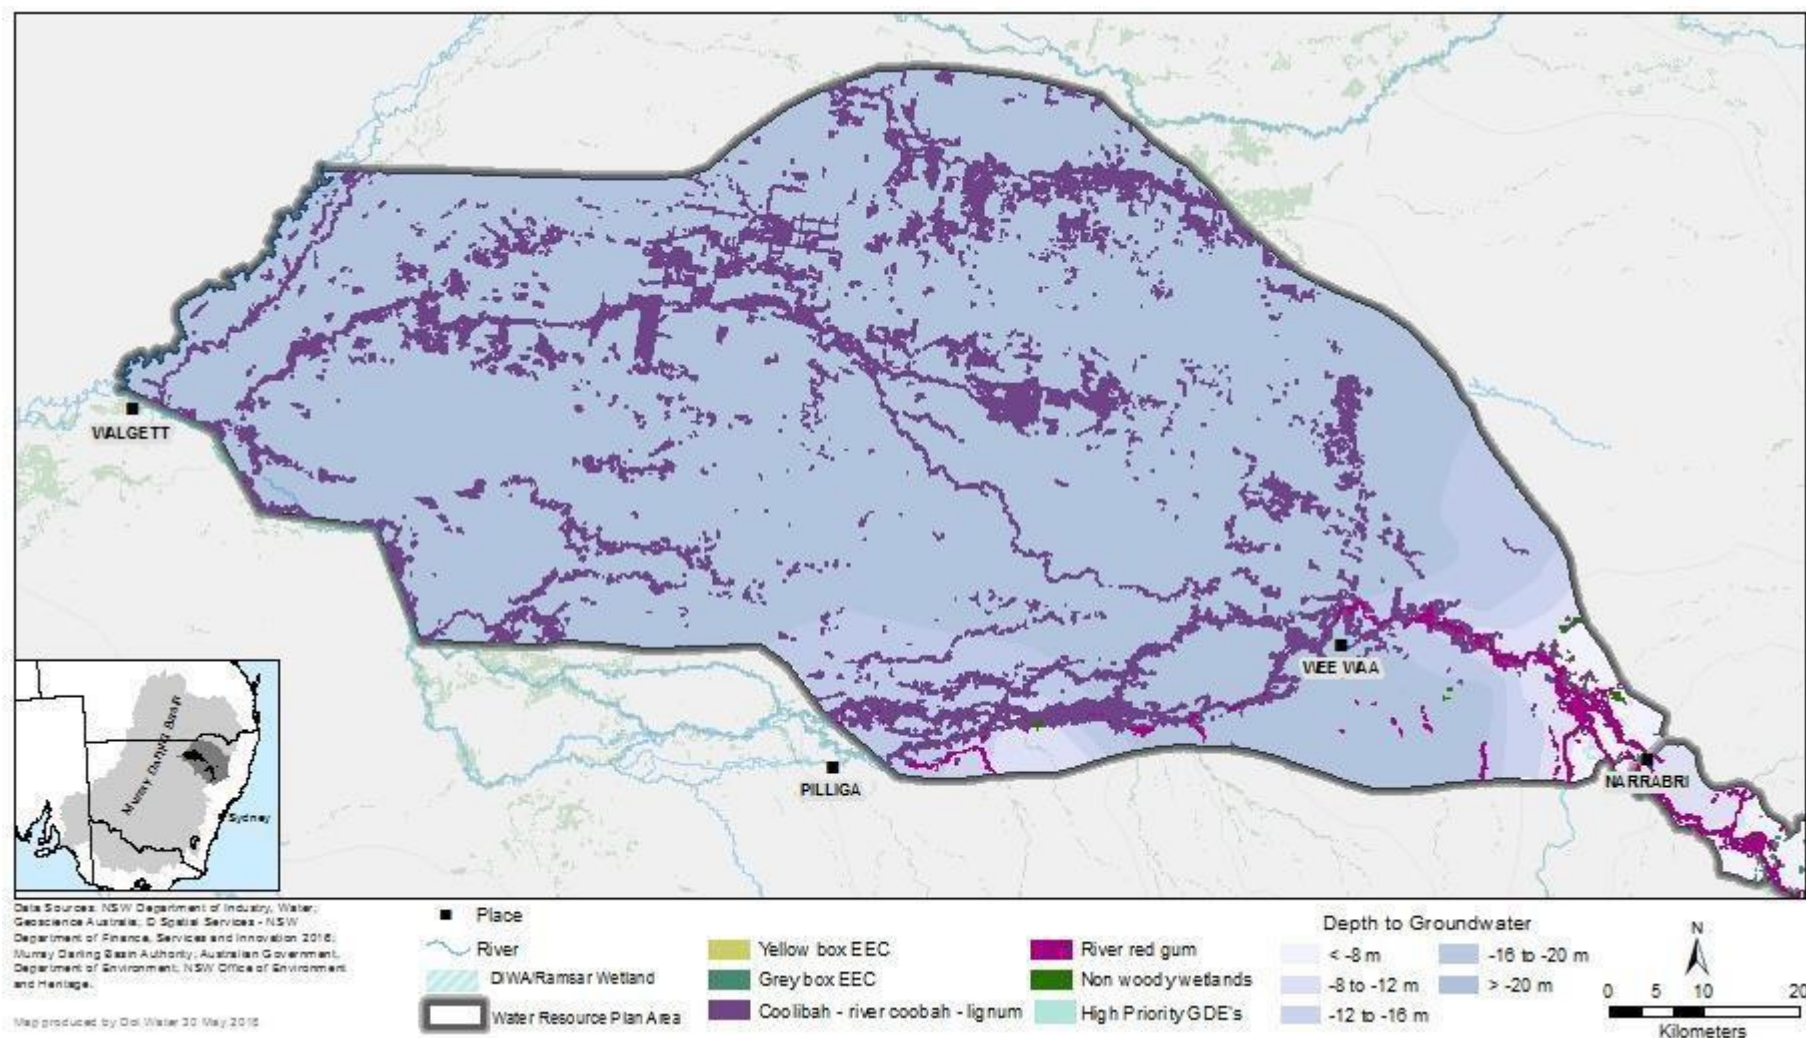 WALGETT
WEE WAA
PILLIGA
NARRABRI
Murray Darling Basin
Sydney
Data Sources: NSW Department of Industry, Water;
Geoscience Australia; © Spatial Services - NSW
Department of Finance, Services and Innovation 2016;
Murray Darling Basin Authority; Australian Government,
Department of Environment; NSW Office of Environment
and Heritage.
Map produced by DoI Water 30 May 2018
Place
River
DIWA/Ramsar Wetland
Water Resource Plan Area
Yellow box EEC
Grey box EEC
Coolibah - river coobah - lignum
River red gum
Non woody wetlands
High Priority GDE's
Depth to Groundwater
< -8 m
-8 to -12 m
-12 to -16 m
-16 to -20 m
> -20 m
N
0 5 10 20
Kilometers